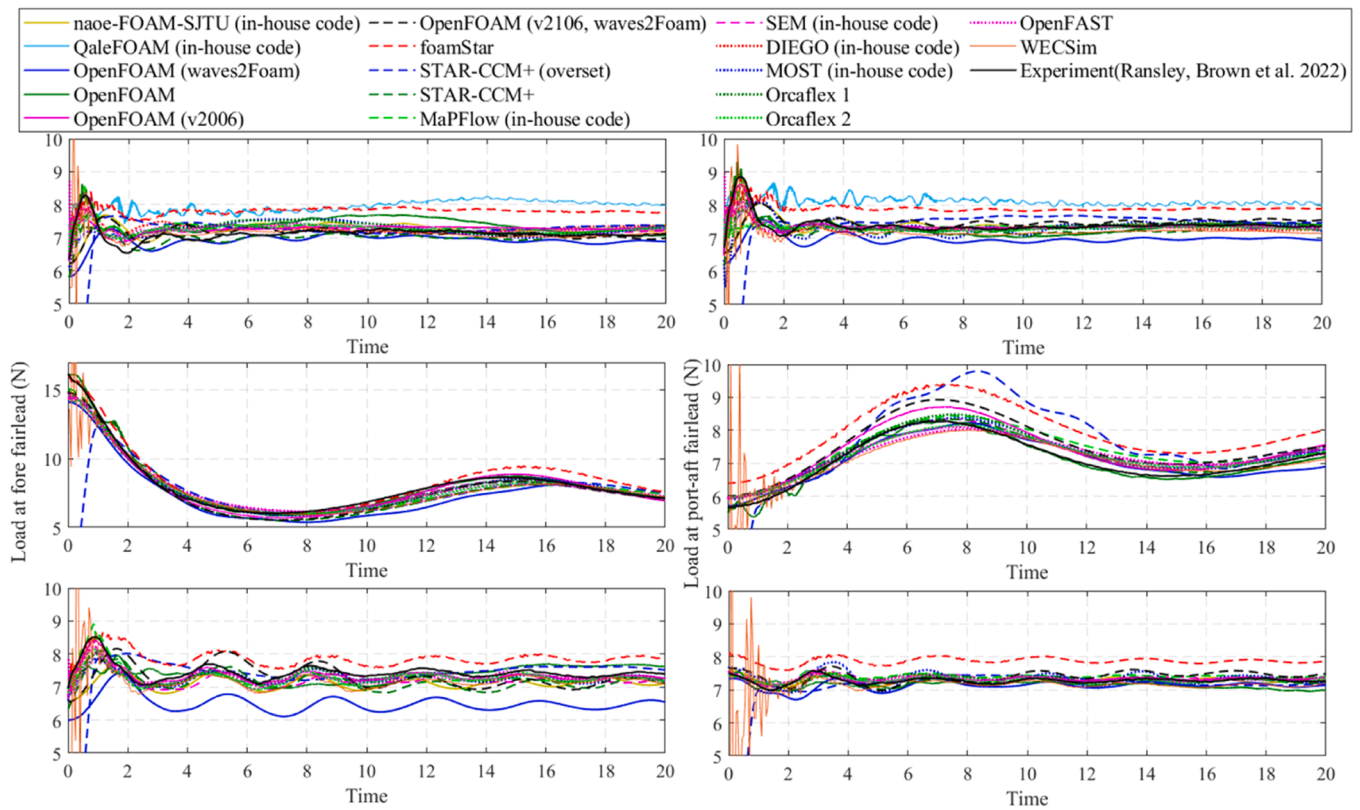 naoe-FOAM-SJTU (in-house code)
QaleFOAM (in-house code)
OpenFOAM (waves2Foam)
OpenFOAM
OpenFOAM (v2006)
OpenFOAM (v2106, waves2Foam)
foamStar
STAR-CCM+ (overset)
STAR-CCM+
MaPFlow (in-house code)
SEM (in-house code)
DIEGO (in-house code)
MOST (in-house code)
Orcaflex 1
Orcaflex 2
OpenFAST
WECSim
Experiment(Ransley, Brown et al. 2022)
10
9
8
7
6
5
0 2 4 6 8 10 12 14 16 18 20
Time
10
9
8
7
6
5
0 2 4 6 8 10 12 14 16 18 20
Time
Load at fore fairlead (N)
15
10
5
0 2 4 6 8 10 12 14 16 18 20
Time
Load at port-aft fairlead (N)
10
9
8
7
6
5
0 2 4 6 8 10 12 14 16 18 20
Time
10
9
8
7
6
5
0 2 4 6 8 10 12 14 16 18 20
Time
10
9
8
7
6
5
0 2 4 6 8 10 12 14 16 18 20
Time